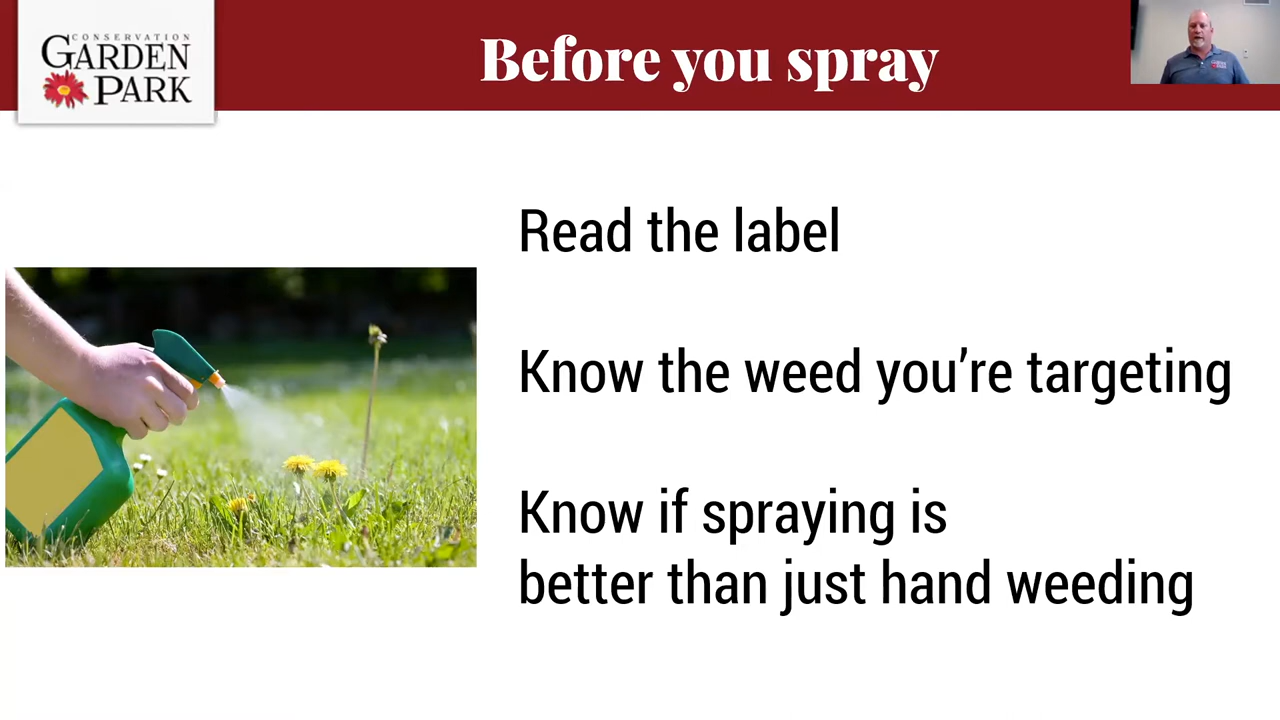 CONSERVATION
GARDEN
PARK
Before you spray
Read the label
Know the weed you’re targeting
Know if spraying is
better than just hand weeding